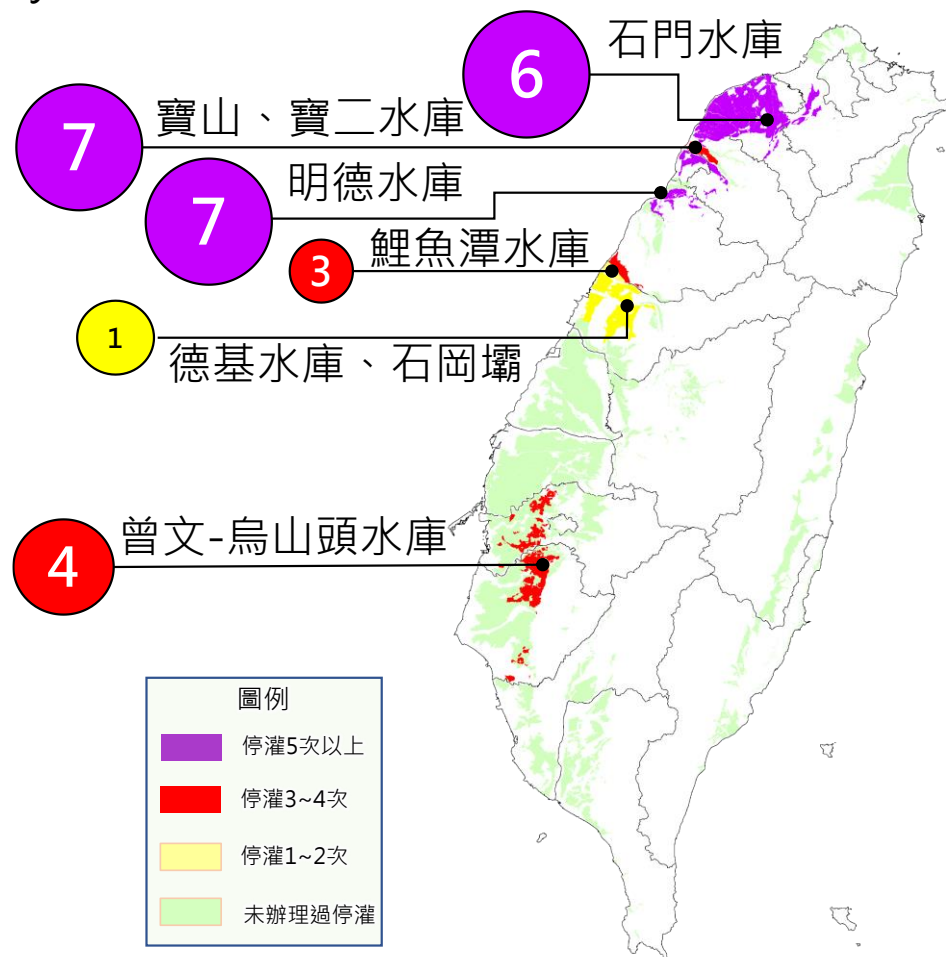 石門水庫
6
寶山、寶二水庫
7
明德水庫
7
鯉魚潭水庫
3
1
德基水庫、石岡壩
曾文-烏山頭水庫
4
圖例
停灌5次以上
停灌3~4次
停灌1~2次
未辦理過停灌